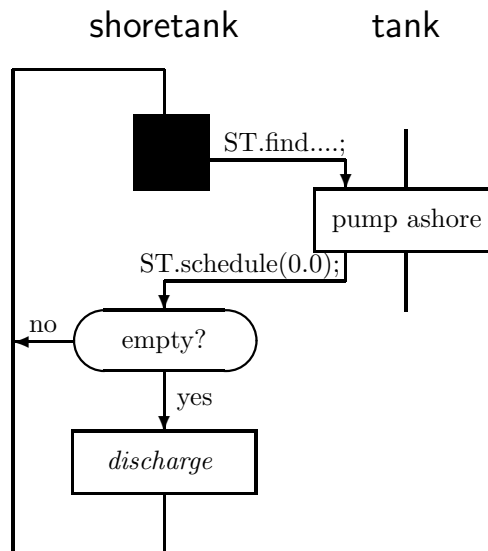 shoretank
tank
ST.find....;
pump ashore
ST.schedule(0.0);
no
empty?
yes
discharge